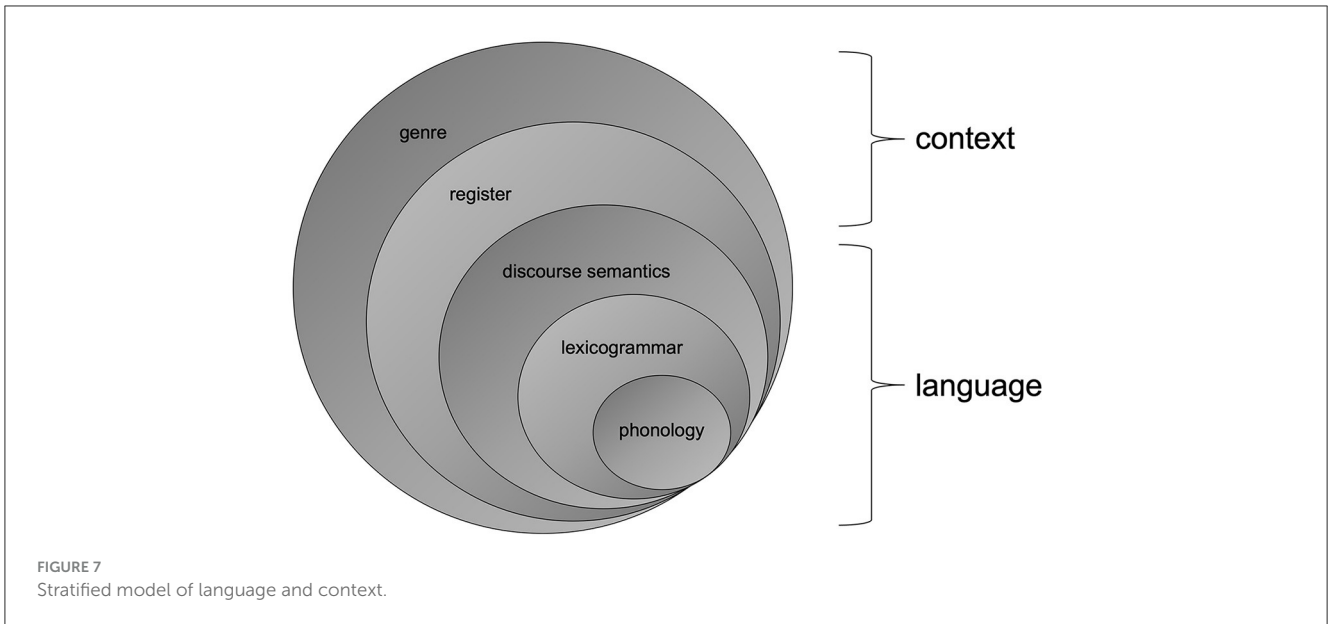 genre
context
register
discourse semantics
lexicogrammar
language
phonology
FIGURE 7
Stratified model of language and context.